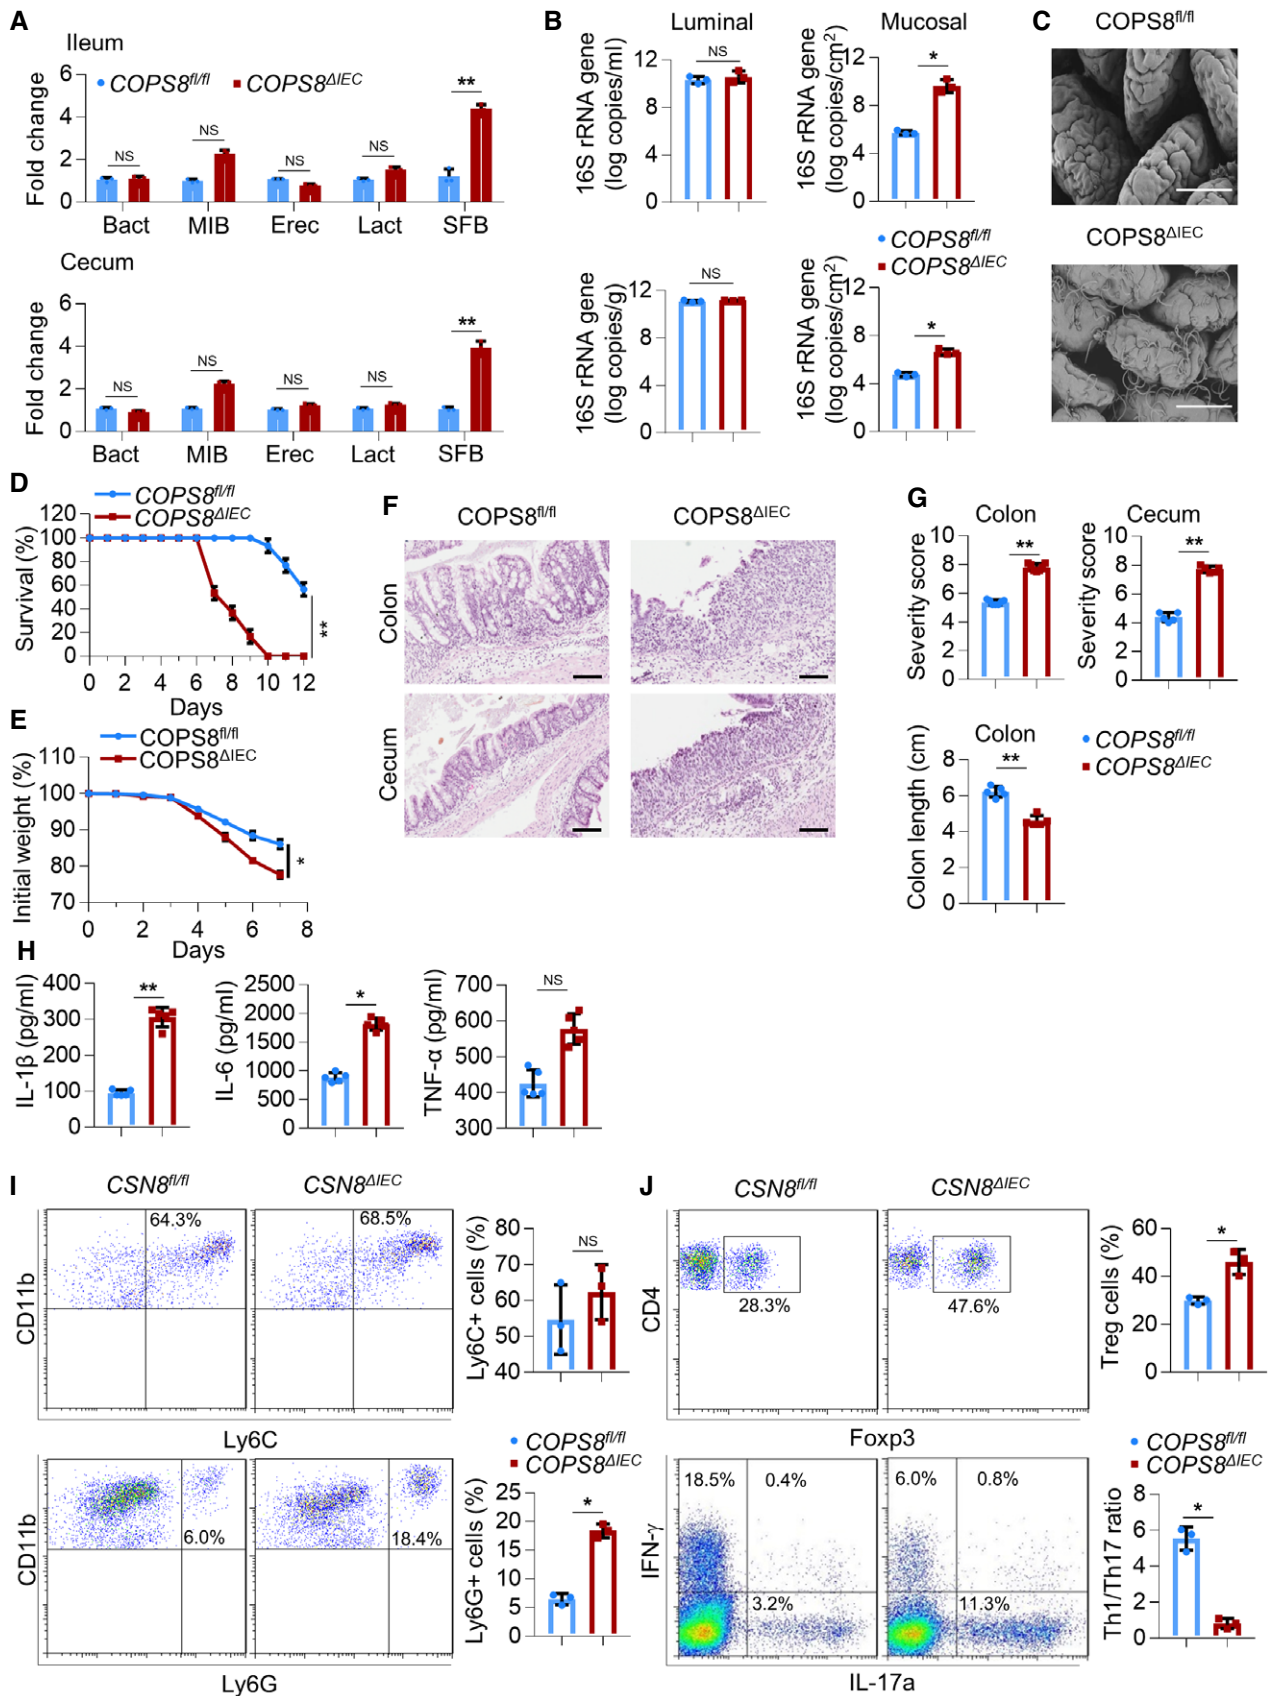 A
Ileum
COPS8fl/fl COPS8ΔIEC
Fold change
6
4
2
0
NS NS NS NS **
Bact MIB Erec Lact SFB
Cecum
Fold change
6
4
2
0
NS NS NS NS **
Bact MIB Erec Lact SFB
B
Luminal
16S rRNA gene
(log copies/ml)
12
8
4
0
NS
Mucosal
16S rRNA gene
(log copies/cm2)
12
8
4
0
*
COPS8fl/fl
COPS8ΔIEC
16S rRNA gene
(log copies/g)
12
8
4
0
NS
16S rRNA gene
(log copies/cm2)
12
8
4
0
*
C
COPS8fl/fl
COPS8ΔIEC
D
COPS8fl/fl
COPS8ΔIEC
Survival (%)
120
100
80
60
40
20
0
**
0 2 4 6 8 10 12
Days
E
COPS8fl/fl
COPS8ΔIEC
Initial weight (%)
110
100
90
80
70
*
0 2 4 6 8
Days
F
COPS8fl/fl COPS8ΔIEC
Colon
Cecum
G
Colon
Severity score
10
8
6
4
2
0
**
Cecum
Severity score
10
8
6
4
2
0
**
Colon
Colon length (cm)
8
6
4
2
0
**
COPS8fl/fl
COPS8ΔIEC
H
IL-1β (pg/ml)
400
300
200
100
0
**
IL-6 (pg/ml)
2500
2000
1750
1000
500
0
*
TNF-α (pg/ml)
700
600
500
400
300
NS
I
CSN8fl/fl CSN8ΔIEC
64.3% 68.5%
CD11b
Ly6C
Ly6C+ cells (%)
80
70
60
50
40
NS
CD11b
6.0% 18.4%
Ly6G
COPS8fl/fl
COPS8ΔIEC
Ly6G+ cells (%)
25
20
15
10
5
0
*
J
CSN8fl/fl CSN8ΔIEC
CD4
28.3% 47.6%
Foxp3
Treg cells (%)
60
40
20
0
*
IFN-γ
18.5% 0.4% 6.0% 0.8%
3.2% 11.3%
IL-17a
COPS8fl/fl
COPS8ΔIEC
Th1/Th17 ratio
8
6
4
2
0
*